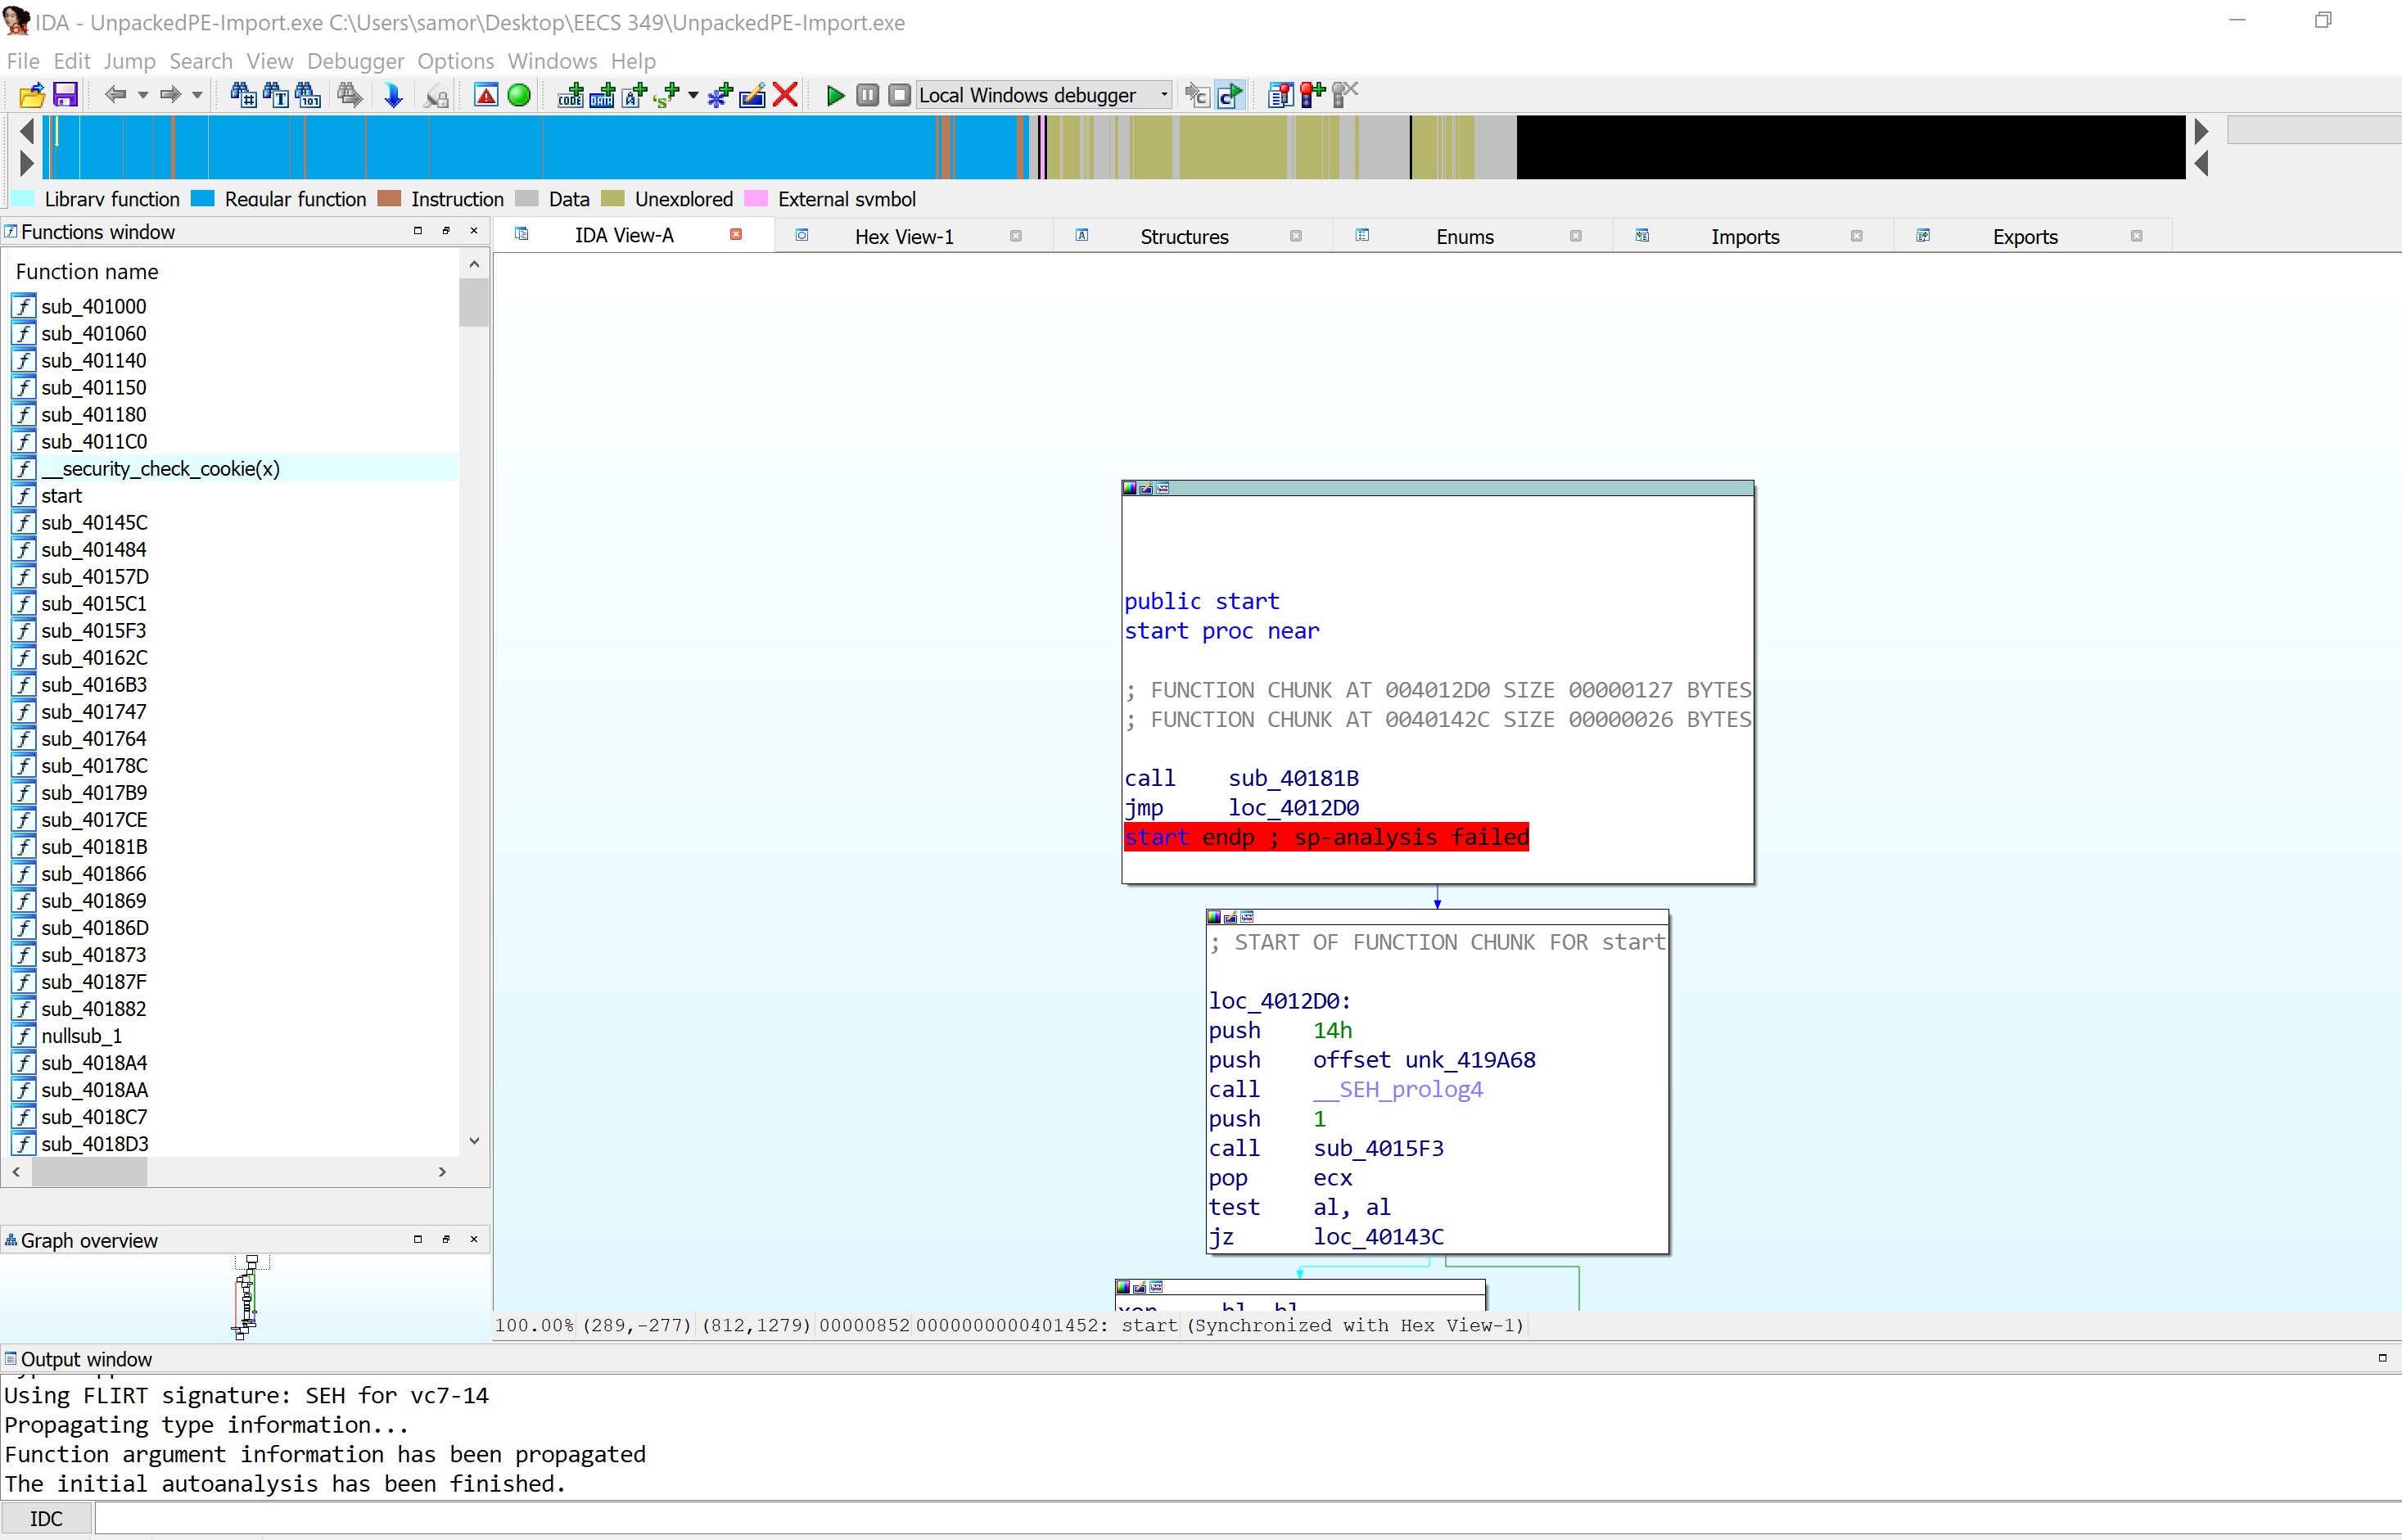 IDA - UnpackedPE-Import.exe C:\Users\samor\Desktop\EECS 349\UnpackedPE-Import.exe
File Edit Jump Search View Debugger Options Windows Help
Local Windows debugger
Library function Regular function Instruction Data Unexplored External symbol
Functions window
IDA View-A Hex View-1 Structures Enums Imports Exports
Function name
sub_401000
sub_401060
sub_401140
sub_401150
sub_401180
sub_4011C0
__security_check_cookie(x)
start
sub_40145C
sub_401484
sub_40157D
sub_4015C1
sub_4015F3
sub_40162C
sub_4016B3
sub_401747
sub_401764
sub_40178C
sub_4017B9
sub_4017CE
sub_40181B
sub_401866
sub_401869
sub_40186D
sub_401873
sub_40187F
sub_401882
nullsub_1
sub_4018A4
sub_4018AA
sub_4018C7
sub_4018D3
public start
start proc near
; FUNCTION CHUNK AT 004012D0 SIZE 00000127 BYTES
; FUNCTION CHUNK AT 0040142C SIZE 00000026 BYTES
call sub_40181B
jmp loc_4012D0
start endp ; sp-analysis failed
; START OF FUNCTION CHUNK FOR start
loc_4012D0:
push 14h
push offset unk_419A68
call __SEH_prolog4
push 1
call sub_4015F3
pop ecx
test al, al
jz loc_40143C
Graph overview
100.00% (289,-277) (812,1279) 00000852 0000000000401452: start (Synchronized with Hex View-1)
Output window
Using FLIRT signature: SEH for vc7-14
Propagating type information...
Function argument information has been propagated
The initial autoanalysis has been finished.
IDC